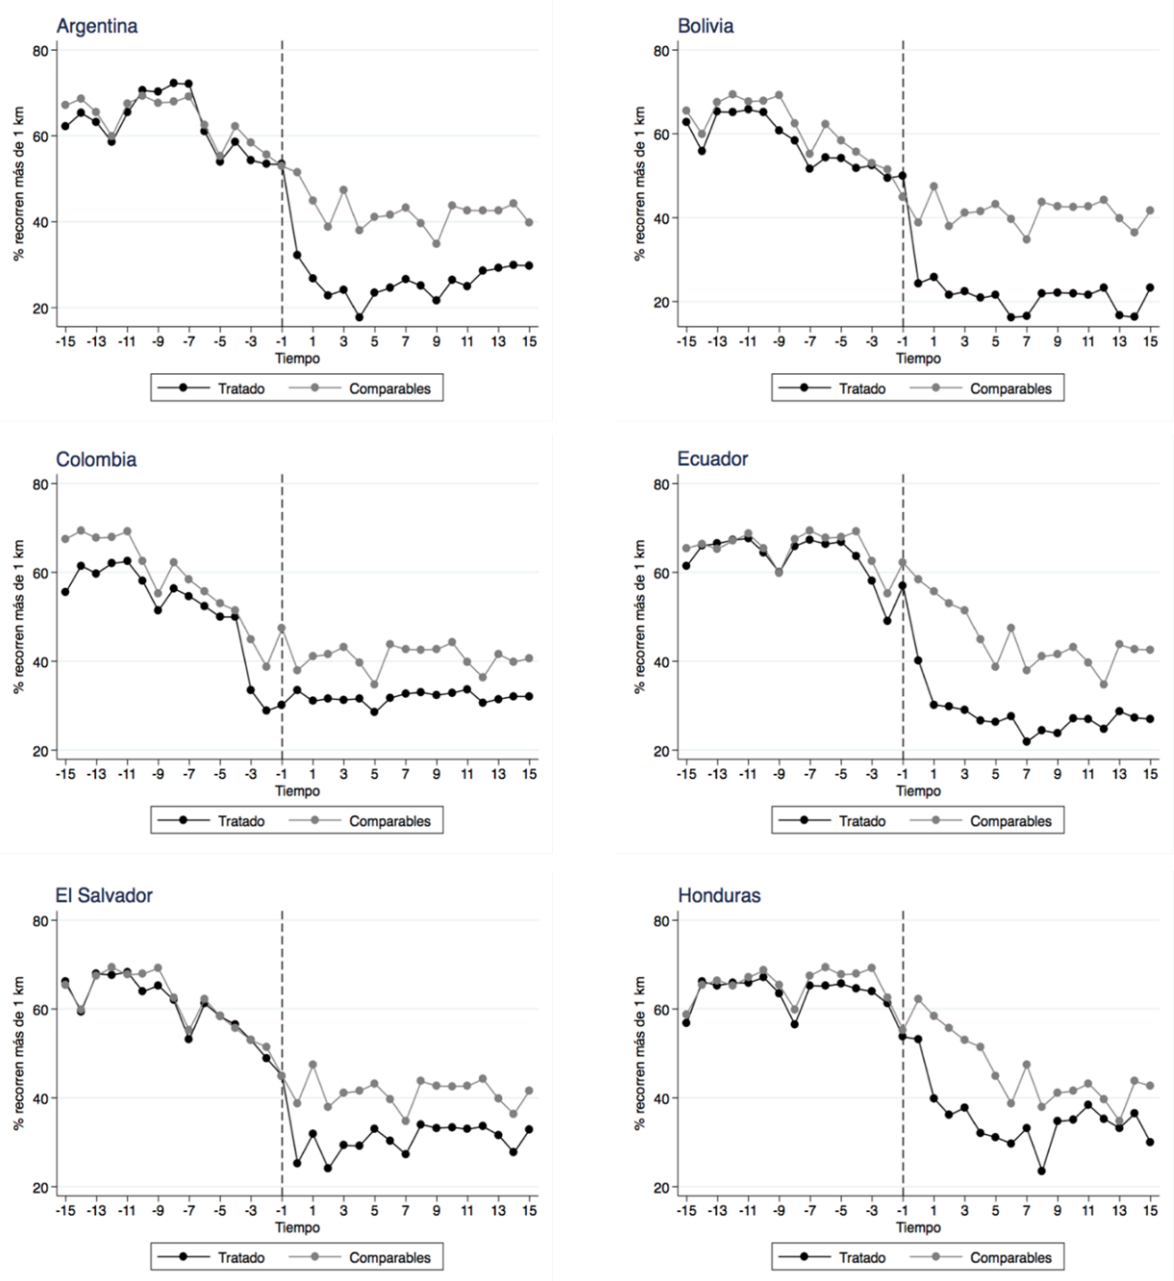 Argentina
% recorren más de 1 km
80
60
40
20
-15 -13 -11 -9 -7 -5 -3 -1 1 3 5 7 9 11 13 15
Tiempo
Tratado Comparables
Bolivia
% recorren más de 1 km
80
60
40
20
-15 -13 -11 -9 -7 -5 -3 -1 1 3 5 7 9 11 13 15
Tiempo
Tratado Comparables
Colombia
% recorren más de 1 km
80
60
40
20
-15 -13 -11 -9 -7 -5 -3 -1 1 3 5 7 9 11 13 15
Tiempo
Tratado Comparables
Ecuador
% recorren más de 1 km
80
60
40
20
-15 -13 -11 -9 -7 -5 -3 -1 1 3 5 7 9 11 13 15
Tiempo
Tratado Comparables
El Salvador
% recorren más de 1 km
80
60
40
20
-15 -13 -11 -9 -7 -5 -3 -1 1 3 5 7 9 11 13 15
Tiempo
Tratado Comparables
Honduras
% recorren más de 1 km
80
60
40
20
-15 -13 -11 -9 -7 -5 -3 -1 1 3 5 7 9 11 13 15
Tiempo
Tratado Comparables